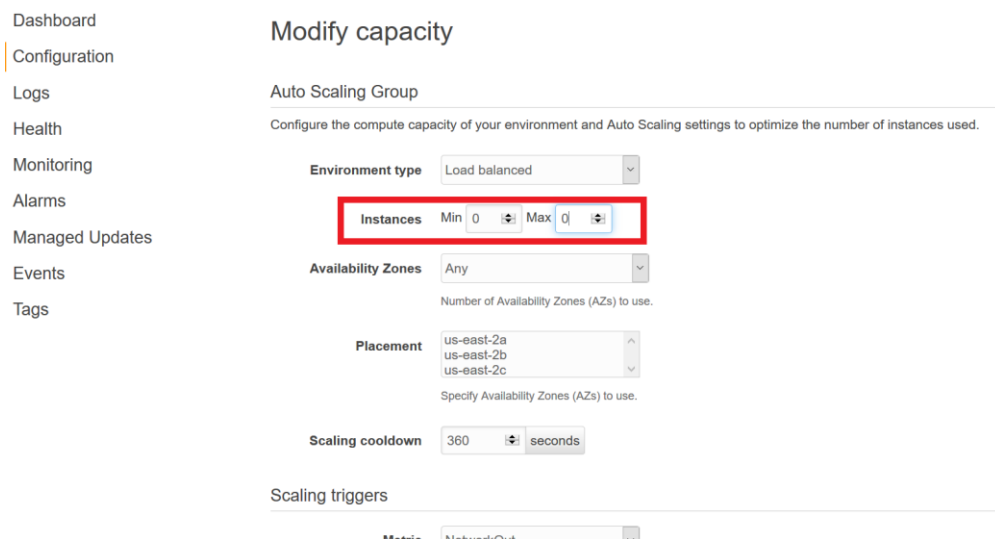 Dashboard
Configuration
Logs
Health
Monitoring
Alarms
Managed Updates
Events
Tags
Modify capacity
Auto Scaling Group
Configure the compute capacity of your environment and Auto Scaling settings to optimize the number of instances used.
Environment type Load balanced
Instances Min 0 Max 0
Availability Zones Any
Number of Availability Zones (AZs) to use.
Placement us-east-2a
us-east-2b
us-east-2c
Specify Availability Zones (AZs) to use.
Scaling cooldown 360 seconds
Scaling triggers
Metric NetworkOut